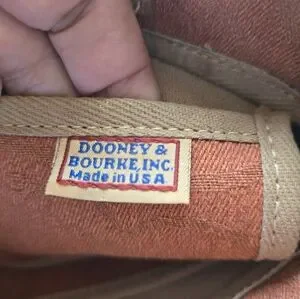 DOONEY &
BOURKE, INC.
Made in USA